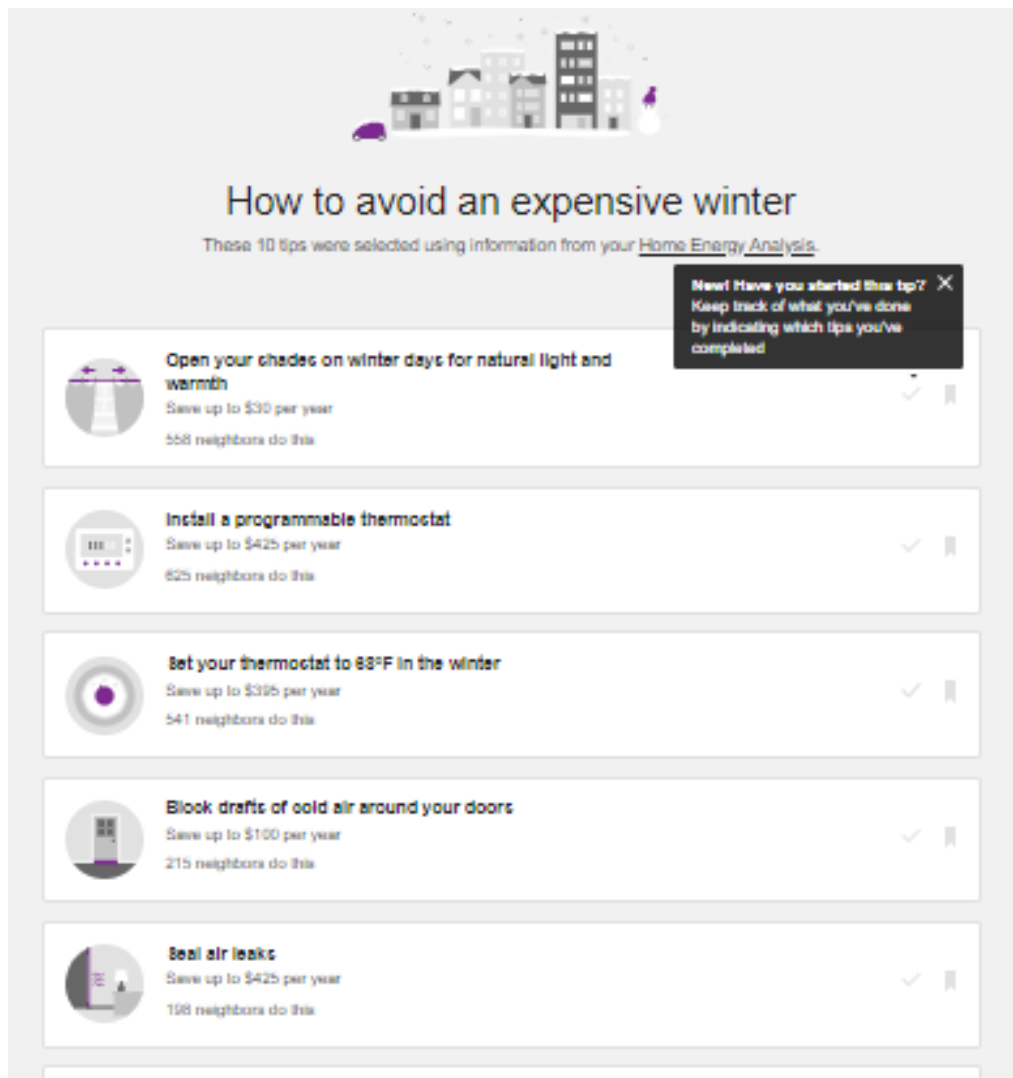 How to avoid an expensive winter
These 10 tips were selected using information from your Home Energy Analysis.
New! Have you started this tip?
Keep track of what you've done
by indicating which tips you've
completed
Open your shades on winter days for natural light and
warmth
Save up to $30 per year
558 neighbors do this
Install a programmable thermostat
Save up to $425 per year
625 neighbors do this
Set your thermostat to 68°F in the winter
Save up to $395 per year
541 neighbors do this
Block drafts of cold air around your doors
Save up to $100 per year
215 neighbors do this
Seal air leaks
Save up to $425 per year
198 neighbors do this